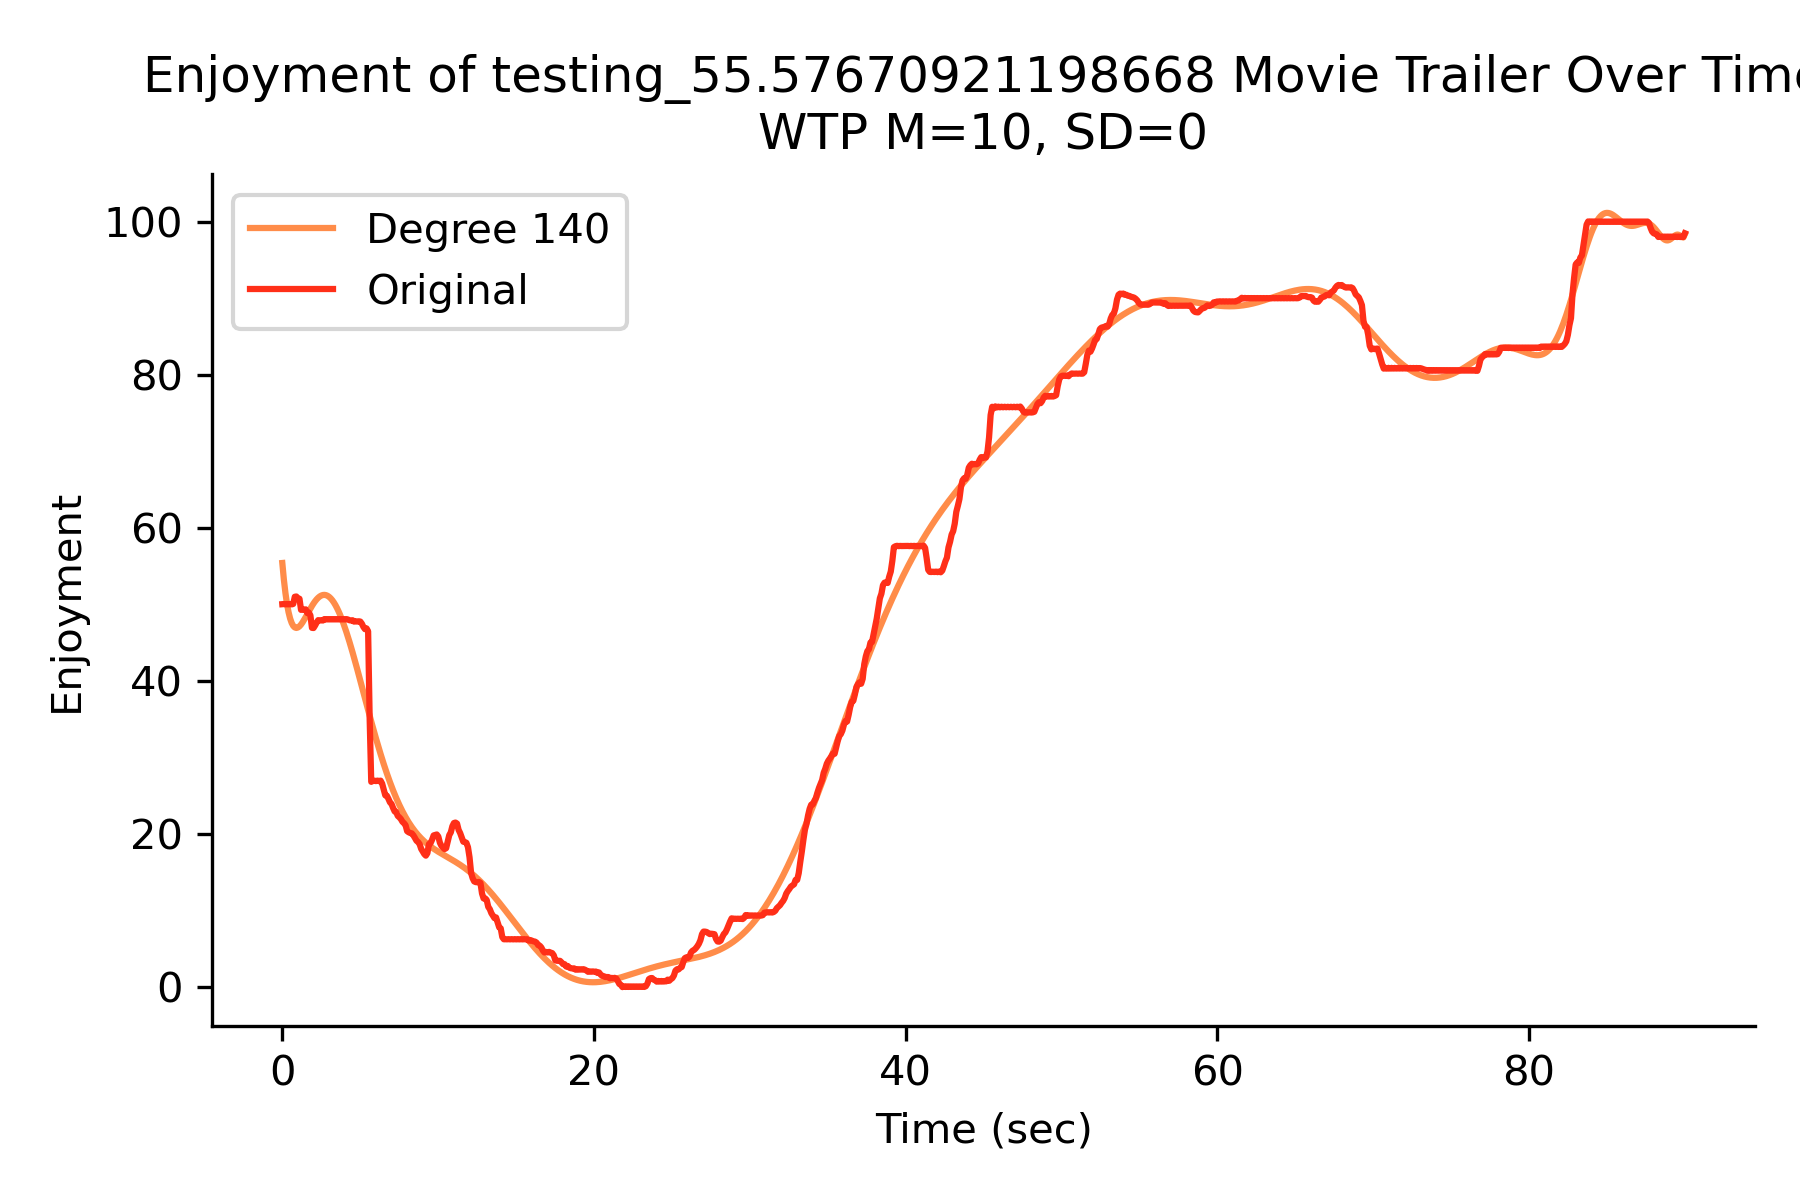 Enjoyment of testing_55.57670921198668 Movie Trailer Over Time
WTP M=10, SD=0
Degree 140
Original
100
80
60
40
20
0
Enjoyment
0 20 40 60 80
Time (sec)